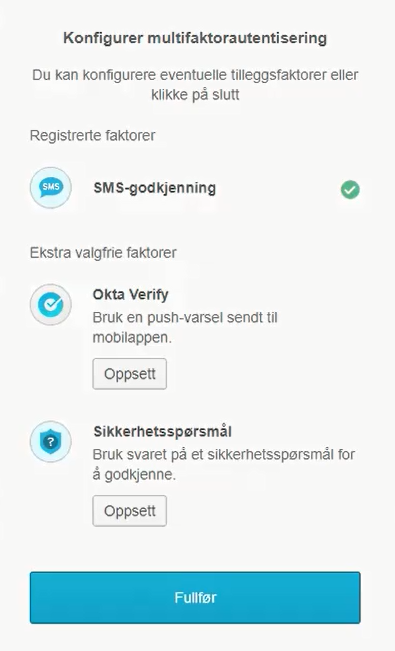 Konfigurer multifaktorautentisering
Du kan konfigurere eventuelle tilleggsfaktorer eller
klikke på slutt
Registrerte faktorer
SMS
SMS-godkjenning
Ekstra valgfrie faktorer
Okta Verify
Bruk en push-varsel sendt til
mobilappen.
Oppsett
?
Sikkerhetsspørsmål
Bruk svaret på et sikkerhetsspørsmål for
å godkjenne.
Oppsett
Fullfør